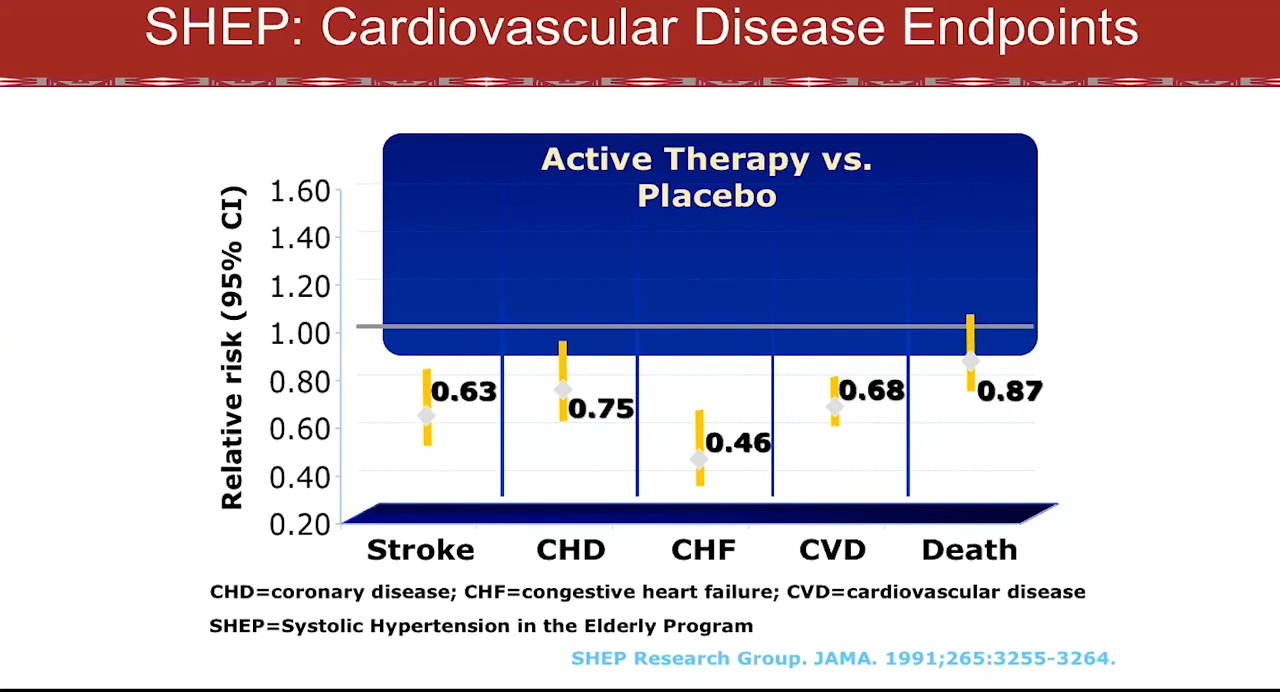 SHEP: Cardiovascular Disease Endpoints
Active Therapy vs.
Placebo
Relative risk (95% CI)
1.60
1.40
1.20
1.00
0.80
0.60
0.40
0.20
0.63
0.75
0.46
0.68
0.87
Stroke CHD CHF CVD Death
CHD=coronary disease; CHF=congestive heart failure; CVD=cardiovascular disease
SHEP=Systolic Hypertension in the Elderly Program
SHEP Research Group. JAMA. 1991;265:3255-3264.